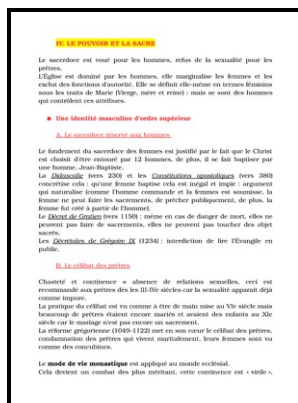 IV. LE POUVOIR ET LA SACRE
Le sacerdoce est voué pour les hommes, refus de la sexualité pour les
prêtres.
L'Église est dominé par les hommes, elle marginalise les femmes et les
exclut des fonctions d'autorité. Elle se définit elle-même en termes féminins
sous les traits de Marie (Vierge, mère et reine) : mais se sont des hommes
qui contrôlent ces attribues.
Une identité masculine d'ordre supérieur
A. Le sacerdoce réservé aux hommes
Le fondement du sacerdoce des femmes est justifié par le fait que le Christ
est choisit d'être entouré par 12 hommes, de plus, il se fait baptiser par
une homme, Jean-Baptiste.
La Didascalie (vers 230) et les Constitutions apostoliques (vers 380)
concrétise cela : qu'une femme baptise cela est inégal et impie : argument
qui naturalise (comme l'homme commande et la femmes est soumisse, la
femme ne peut faire les sacrements, de prêcher publiquement, de plus, la
femme fut créé à partir de l'homme).
Le Décret de Gratien (vers 1150) : même en cas de danger de mort, elles ne
peuvent pas faire de sacrements, elles ne peuvent toucher des objet
sacrés.
Les Décrétales de Grégoire IX (1234) : interdiction de lire l'Évangile en
public.
B. Le célibat des prêtres
Chasteté et continence = absence de relations sexuelles, ceci est
recommandé aux prêtres dès les III-IVe siècles car la sexualité apparaît déjà
comme impure.
La pratique du célibat est vu comme à être de main mise au VIe siècle mais
beaucoup de prêtres étaient encore mariés et avaient des enfants au XIe
siècle car le mariage n'est pas encore un sacrement.
La réforme grégorienne (1049-1122) met en son cœur le célibat des prêtres,
condamnation des prêtres qui vivent maritalement, leurs femmes sont vu
comme des concubines.
Le mode de vie monastique est appliqué au monde ecclésial.
Cela devient un combat des plus méritant, cette continence est « virile »,